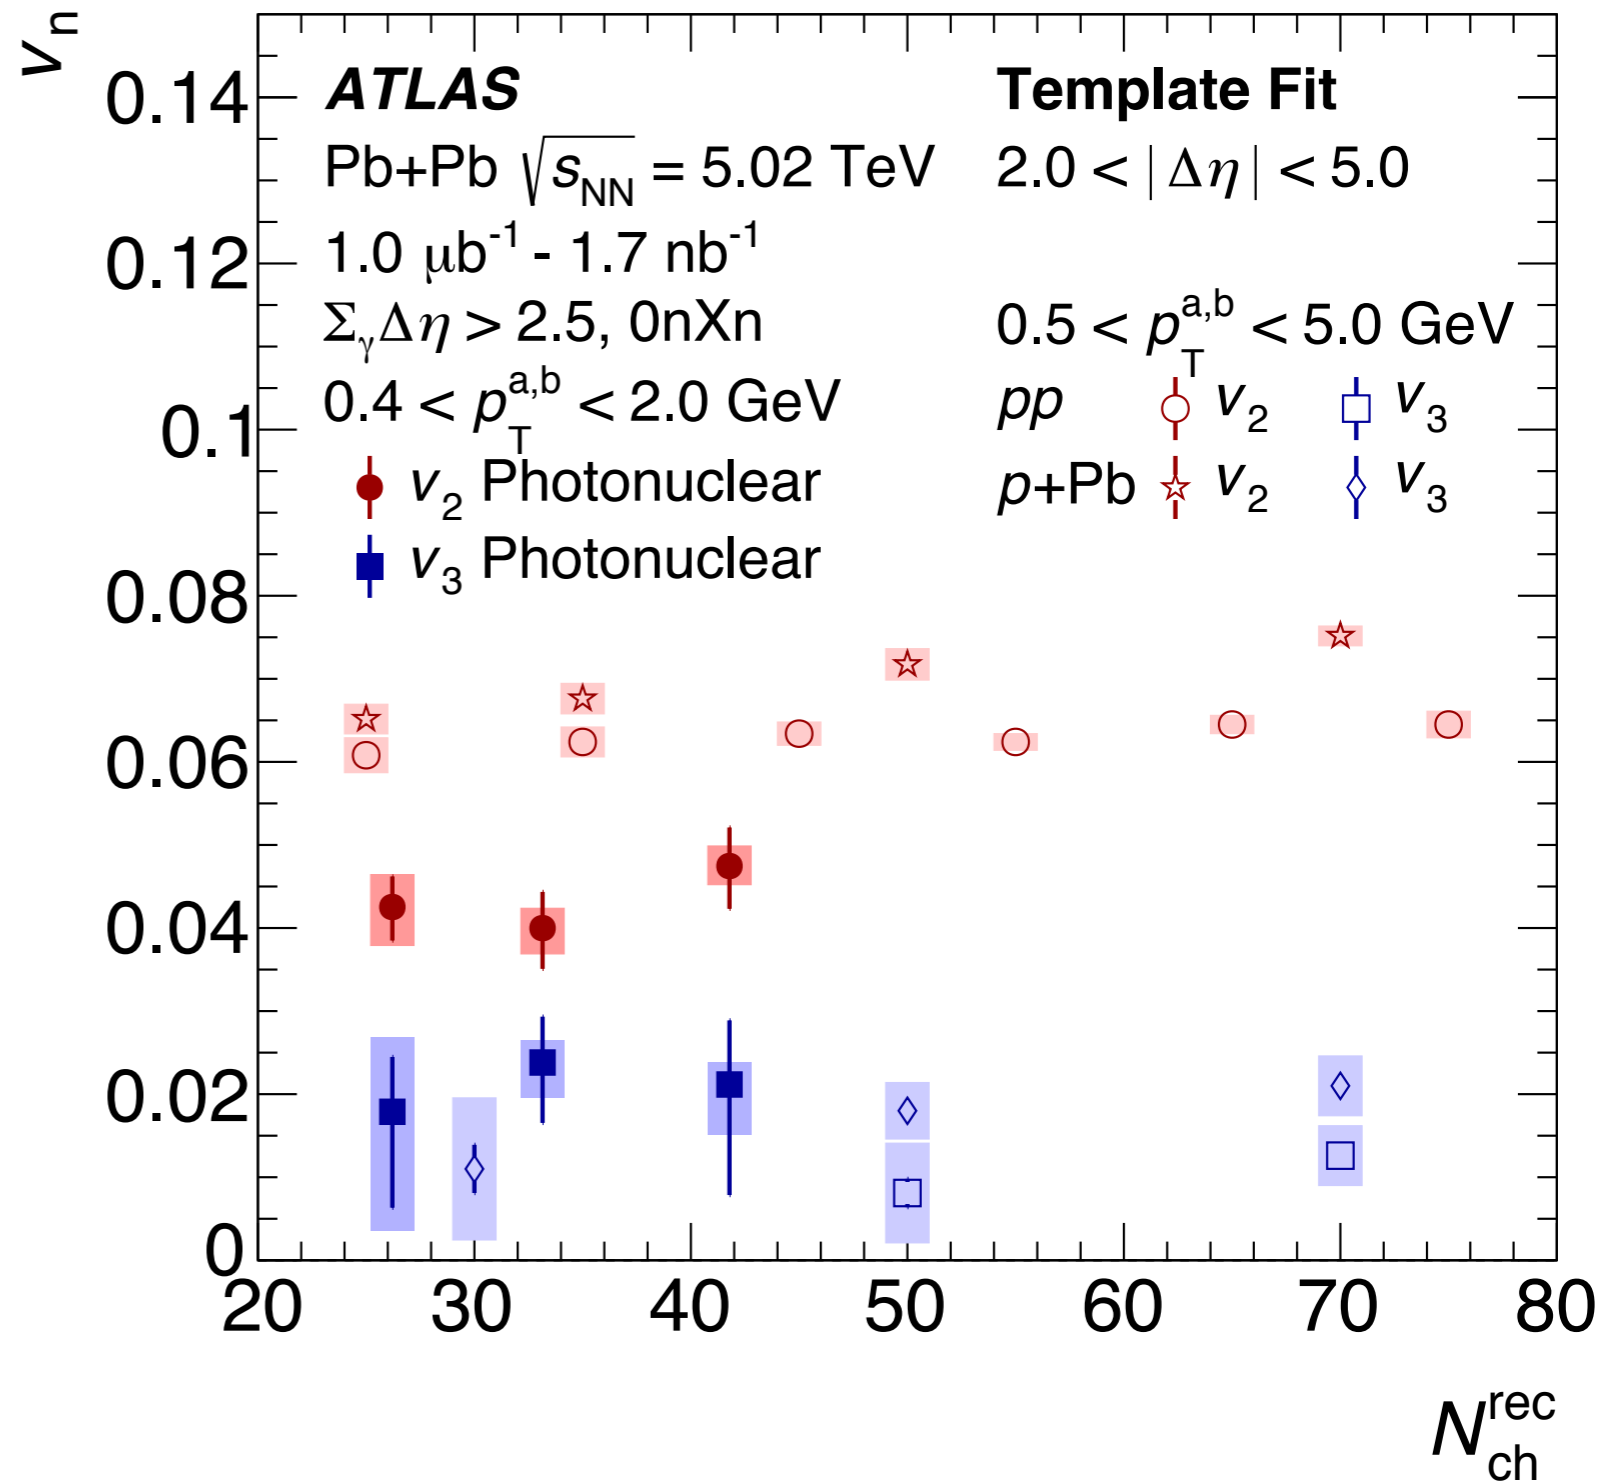 v_n
0.14
0.12
0.1
0.08
0.06
0.04
0.02
0
ATLAS
Pb+Pb √s_NN = 5.02 TeV
1.0 μb^-1 - 1.7 nb^-1
Σ_γ Δη > 2.5, 0nXn
0.4 < p_T^a,b < 2.0 GeV
v_2 Photonuclear
v_3 Photonuclear
Template Fit
2.0 < |Δη| < 5.0
0.5 < p_T^a,b < 5.0 GeV
pp v_2 v_3
p+Pb v_2 v_3
20 30 40 50 60 70 80
N_ch^rec